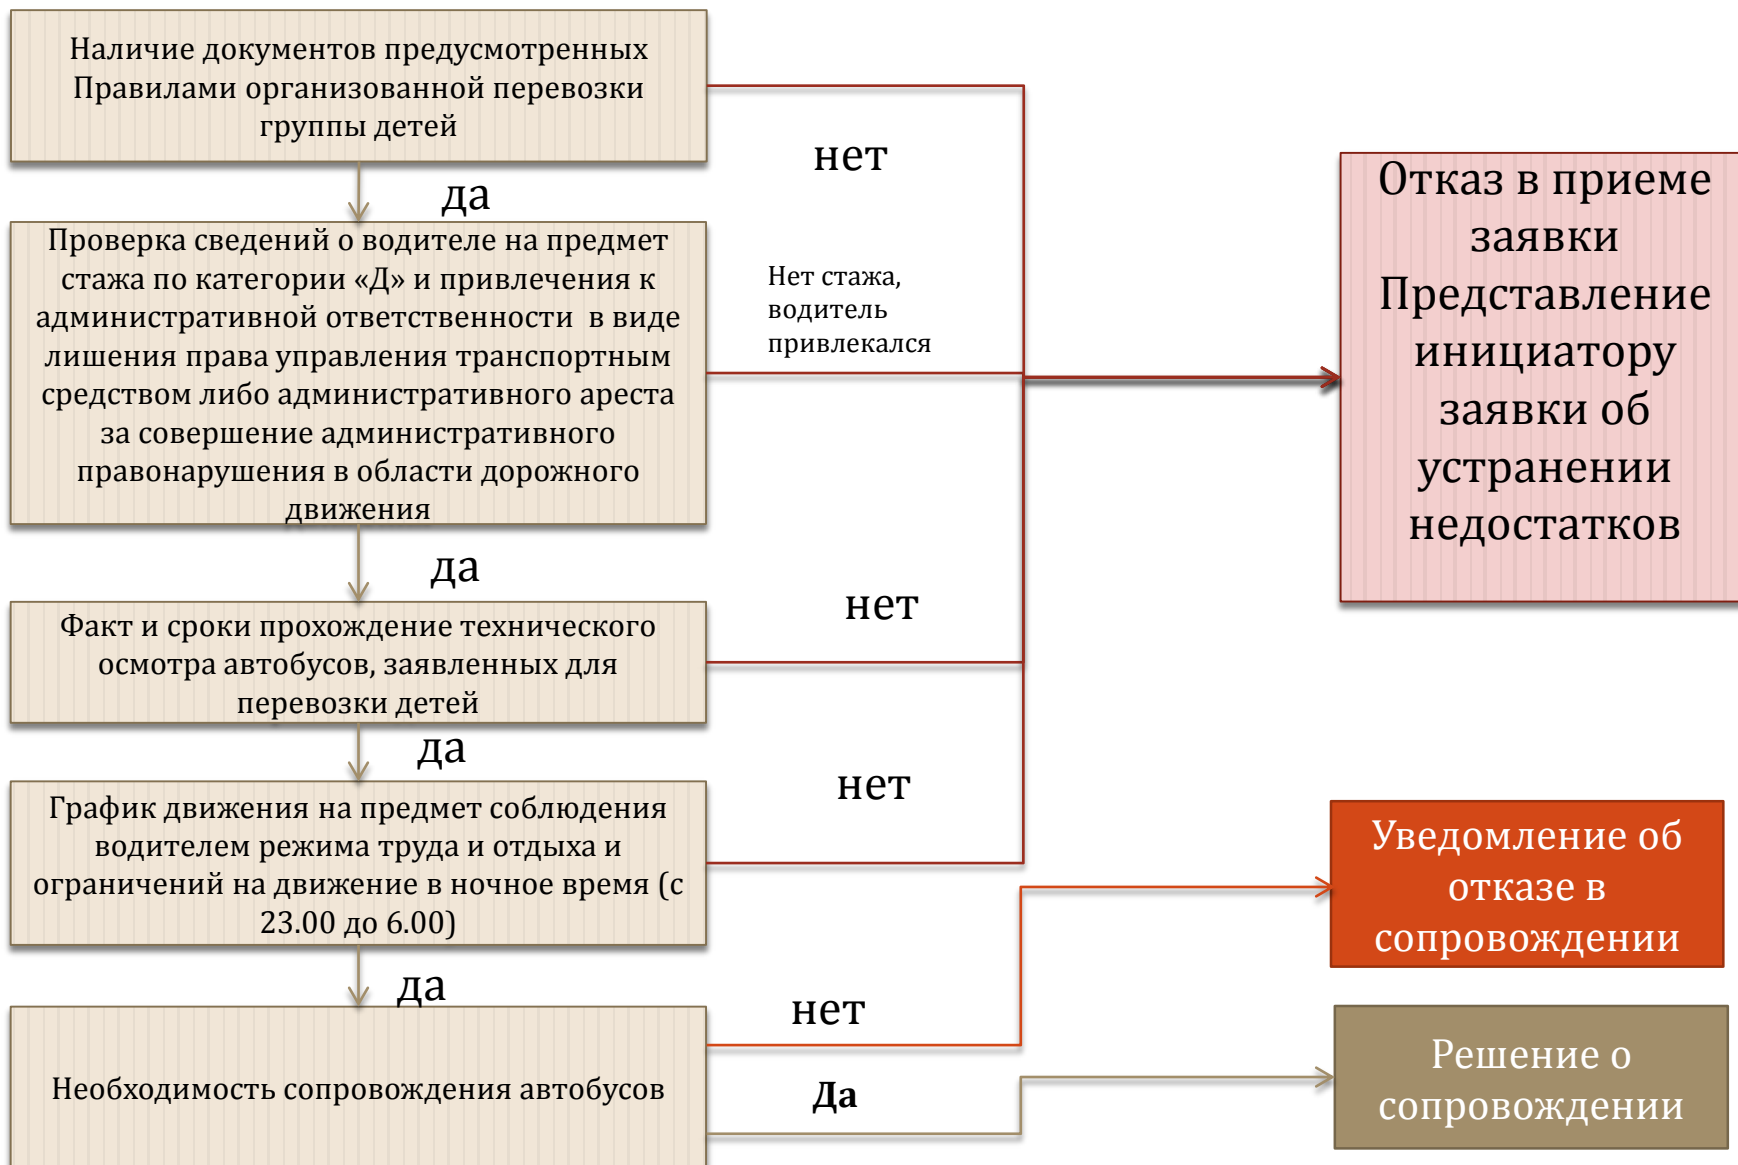 Наличие документов предусмотренных
Правилами организованной перевозки
группы детей
нет
да
Проверка сведений о водителе на предмет
стажа по категории «Д» и привлечения к
административной ответственности в виде
лишения права управления транспортным
средством либо административного ареста
за совершение административного
правонарушения в области дорожного
движения
Нет стажа,
водитель
привлекался
Отказ в приеме
заявки
Представление
инициатору
заявки об
устранении
недостатков
да
нет
Факт и сроки прохождение технического
осмотра автобусов, заявленных для
перевозки детей
да
нет
График движения на предмет соблюдения
водителем режима труда и отдыха и
ограничений на движение в ночное время (с
23.00 до 6.00)
Уведомление об
отказе в
сопровождении
да
нет
Необходимость сопровождения автобусов
Да
Решение о
сопровождении